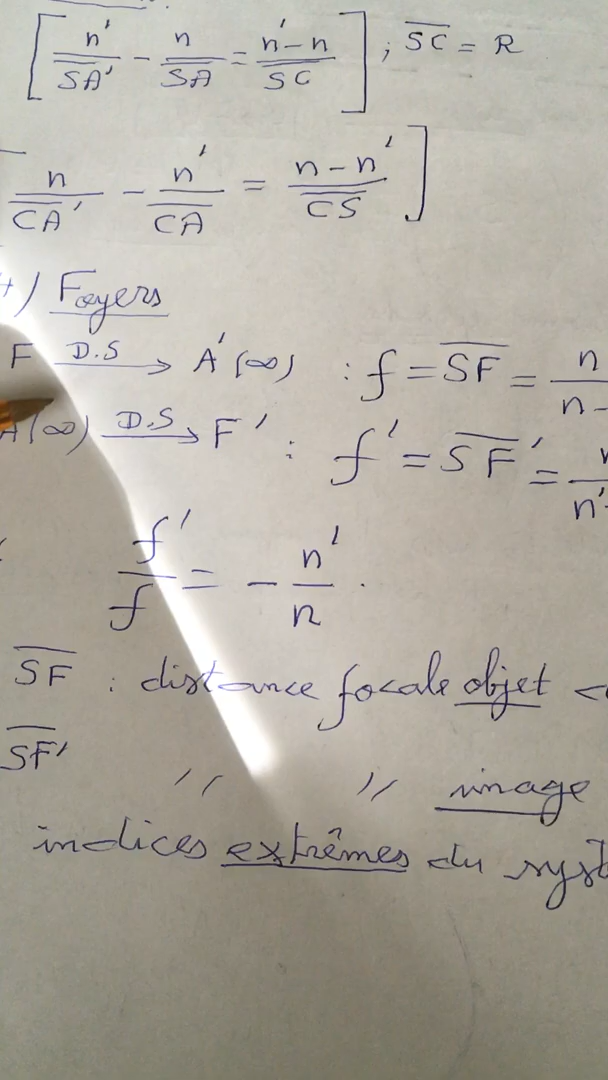 [n'/SA' - n/SA = n'-n/SC] ; SC = R
n/CA' - n'/CA = n-n'/CS]
+) Foyers
F D.S → A'(∞) : f = SF = n/n-
A(∞) D.S → F' : f' = SF' = n'
f'/f = - n'/n .
SF : distance focale objet
SF' // // image
indices extrêmes du syst